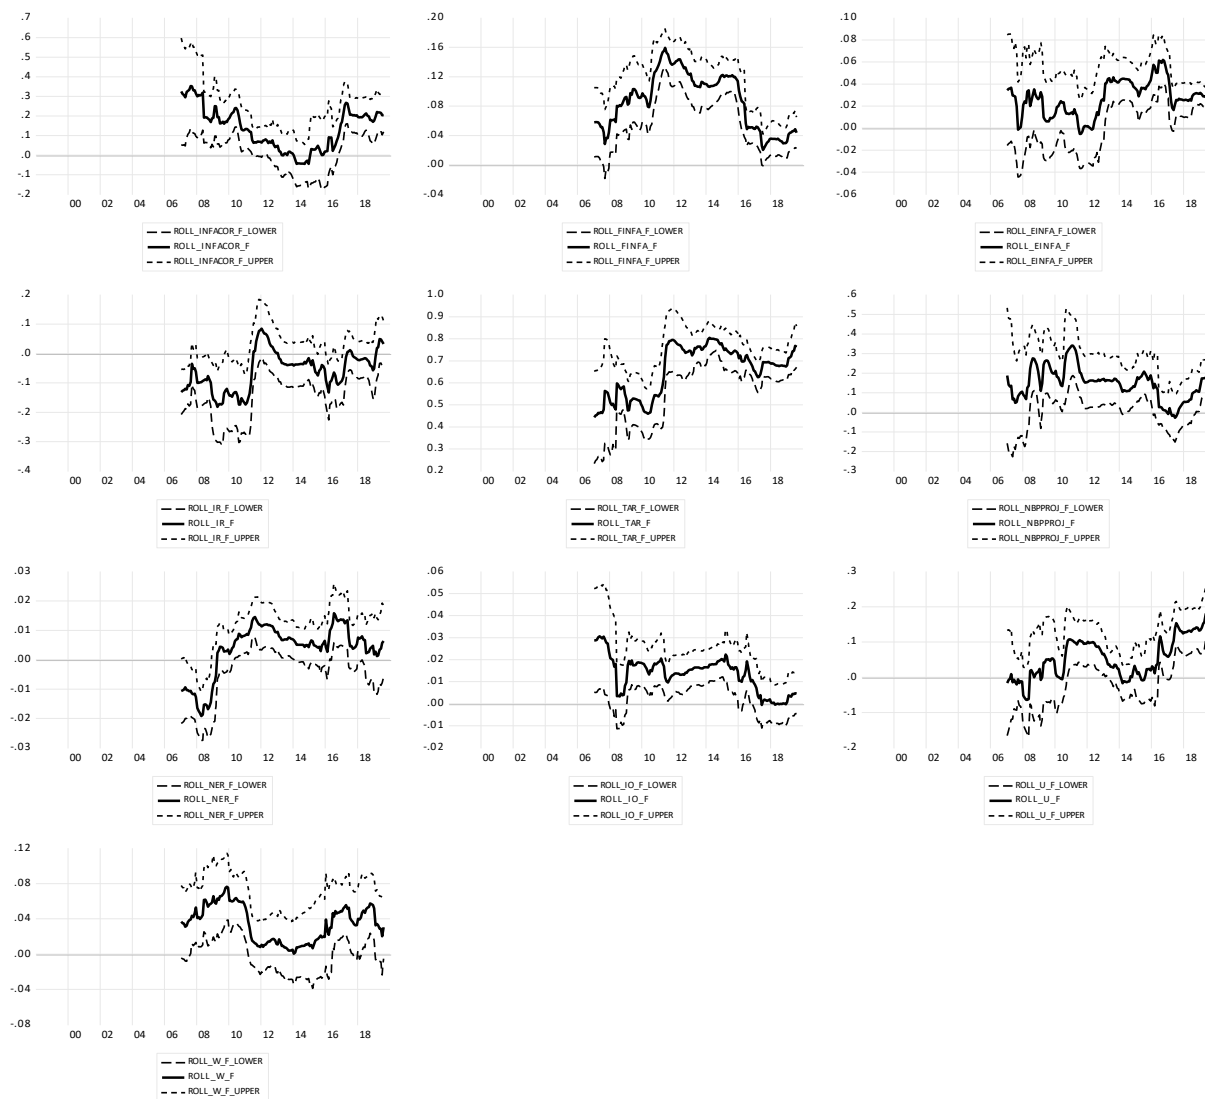 .7
.6
.5
.4
.3
.2
.1
.0
-.1
-.2
00 02 04 06 08 10 12 14 16 18
ROLL_INFACOR_F_LOWER
ROLL_INFACOR_F
ROLL_INFACOR_F_UPPER
.20
.16
.12
.08
.04
.00
-.04
00 02 04 06 08 10 12 14 16 18
ROLL_FINFA_F_LOWER
ROLL_FINFA_F
ROLL_FINFA_F_UPPER
.10
.08
.06
.04
.02
.00
-.02
-.04
-.06
00 02 04 06 08 10 12 14 16 18
ROLL_EINFA_F_LOWER
ROLL_EINFA_F
ROLL_EINFA_F_UPPER
.2
.1
.0
-.1
-.2
-.3
-.4
00 02 04 06 08 10 12 14 16 18
ROLL_IR_F_LOWER
ROLL_IR_F
ROLL_IR_F_UPPER
1.0
0.9
0.8
0.7
0.6
0.5
0.4
0.3
0.2
00 02 04 06 08 10 12 14 16 18
ROLL_TAR_F_LOWER
ROLL_TAR_F
ROLL_TAR_F_UPPER
.6
.5
.4
.3
.2
.1
.0
-.1
-.2
-.3
00 02 04 06 08 10 12 14 16 18
ROLL_NBPPROJ_F_LOWER
ROLL_NBPPROJ_F
ROLL_NBPPROJ_F_UPPER
.03
.02
.01
.00
-.01
-.02
-.03
00 02 04 06 08 10 12 14 16 18
ROLL_NER_F_LOWER
ROLL_NER_F
ROLL_NER_F_UPPER
.06
.05
.04
.03
.02
.01
.00
-.01
-.02
00 02 04 06 08 10 12 14 16 18
ROLL_IO_F_LOWER
ROLL_IO_F
ROLL_IO_F_UPPER
.3
.2
.1
.0
-.1
-.2
00 02 04 06 08 10 12 14 16 18
ROLL_U_F_LOWER
ROLL_U_F
ROLL_U_F_UPPER
.12
.08
.04
.00
-.04
-.08
00 02 04 06 08 10 12 14 16 18
ROLL_W_F_LOWER
ROLL_W_F
ROLL_W_F_UPPER